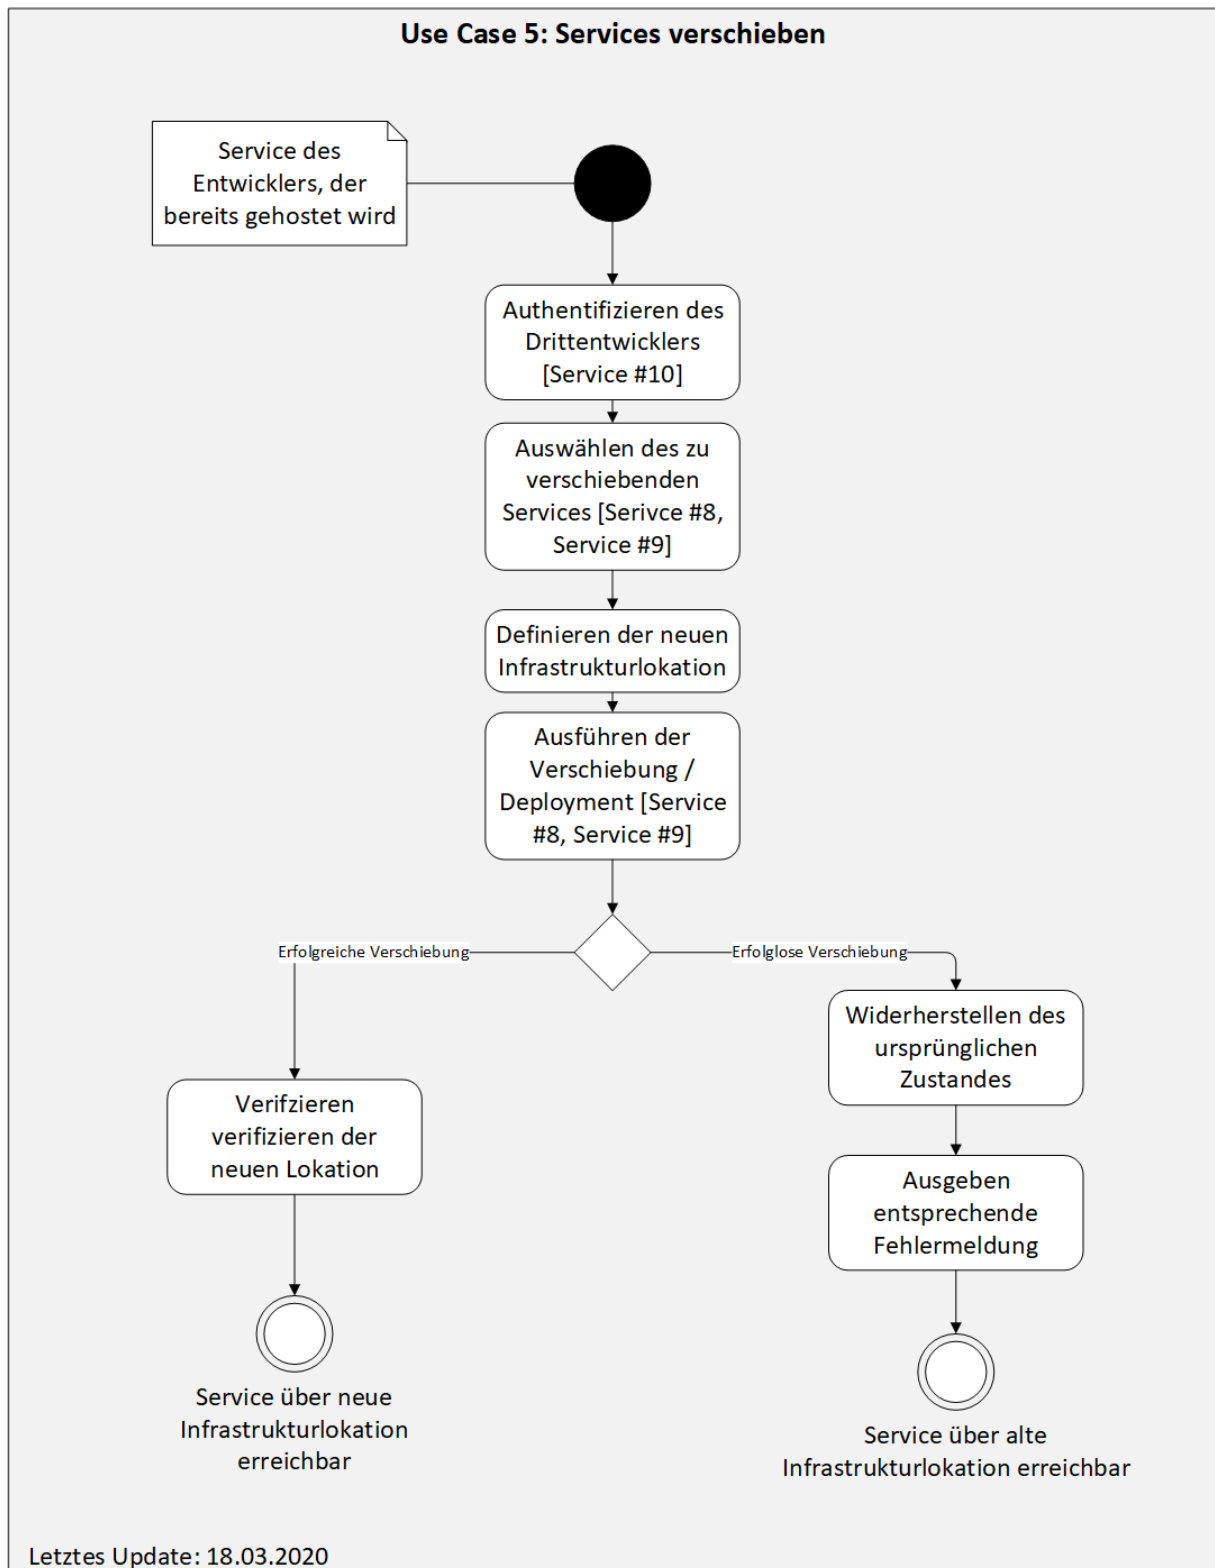 Use Case 5: Services verschieben
Service des
Entwicklers, der
bereits gehostet wird
Authentifizieren des
Drittentwicklers
[Service #10]
Auswählen des zu
verschiebenden
Services [Serivce #8,
Service #9]
Definieren der neuen
Infrastrukturlokation
Ausführen der
Verschiebung /
Deployment [Service
#8, Service #9]
Erfolgreiche Verschiebung
Erfoglose Verschiebung
Verifzieren
verifizieren der
neuen Lokation
Service über neue
Infrastrukturlokation
erreichbar
Widerherstellen des
ursprünglichen
Zustandes
Ausgeben
entsprechende
Fehlermeldung
Service über alte
Infrastrukturlokation erreichbar
Letztes Update: 18.03.2020